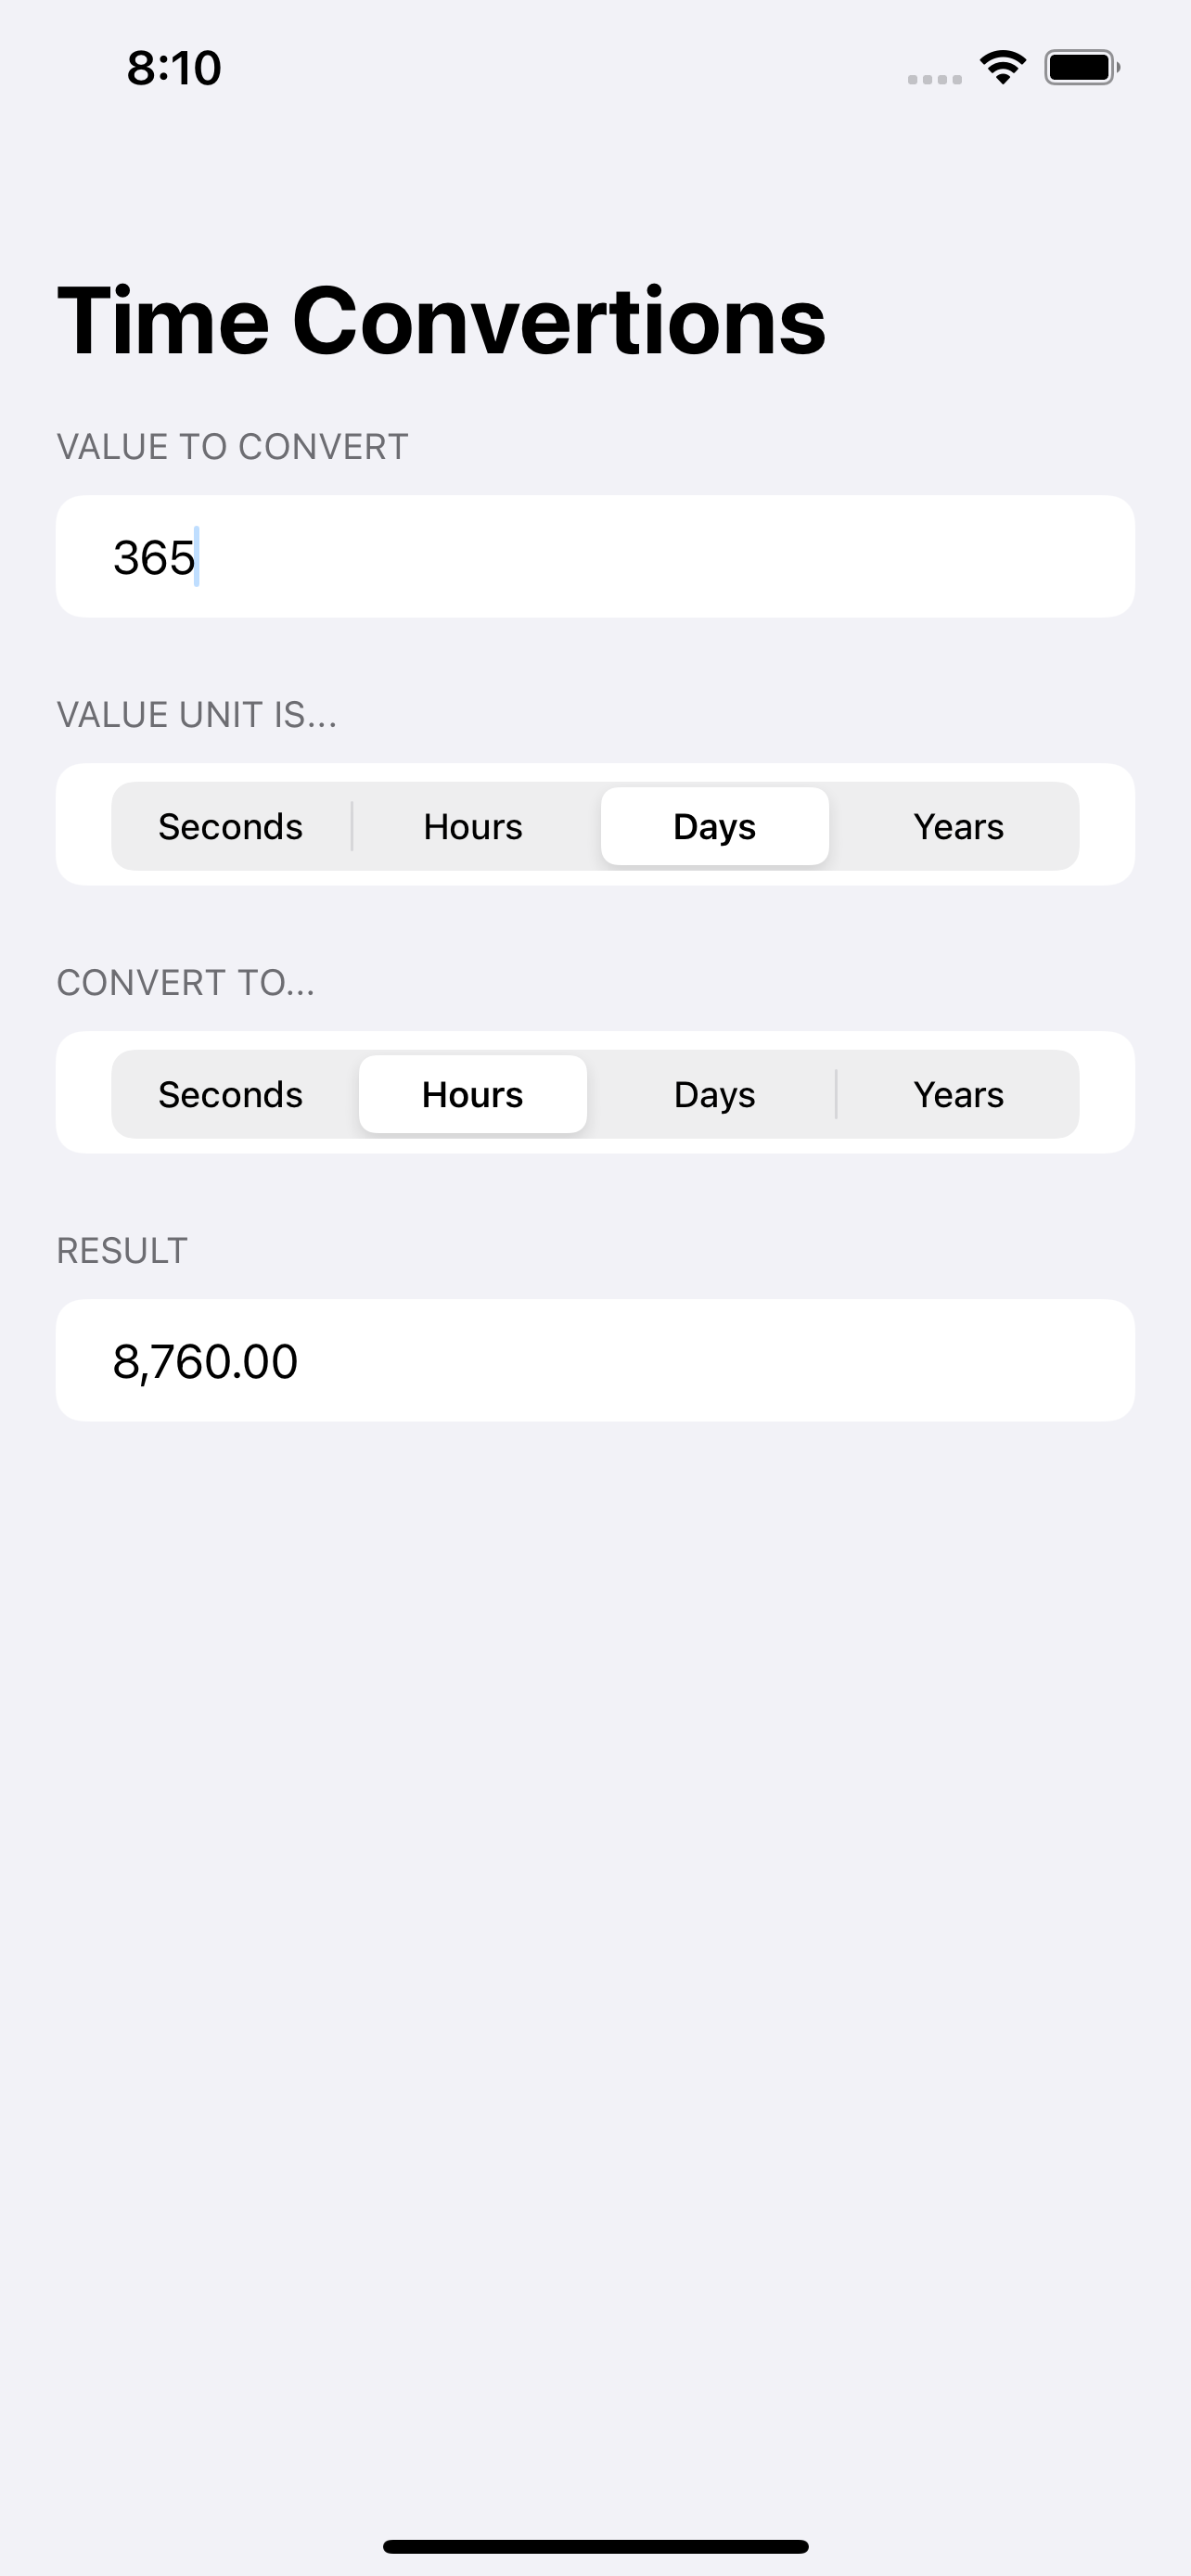 8:10
Time Convertions
VALUE TO CONVERT
365
VALUE UNIT IS...
Seconds Hours Days Years
CONVERT TO...
Seconds Hours Days Years
RESULT
8,760.00